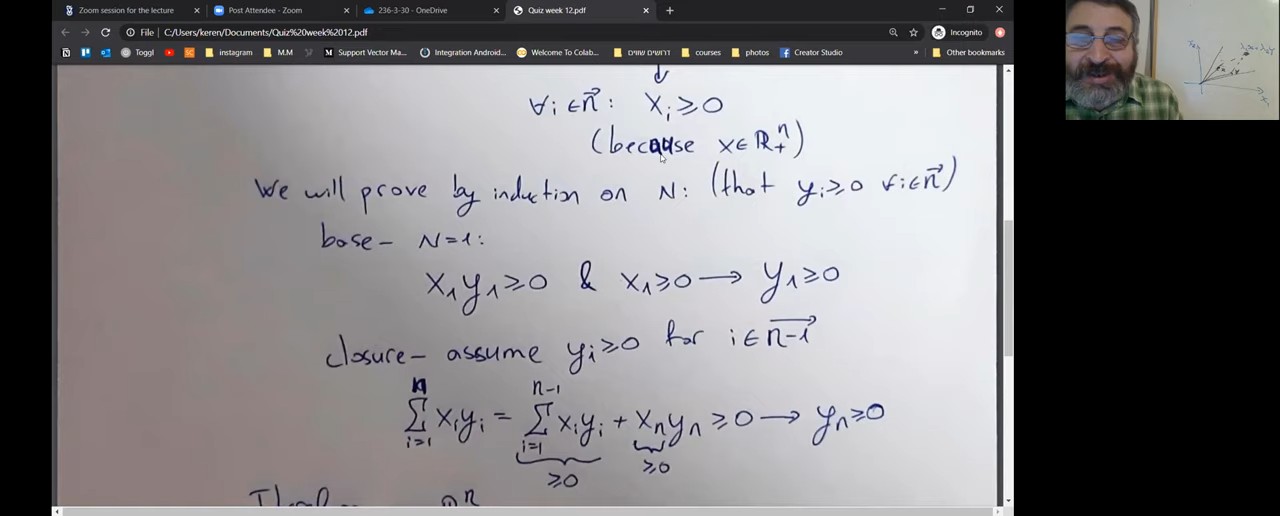 Zoom session for the lecture
Post Attendee - Zoom
236-3-30 - OneDrive
Quiz week 12.pdf
File | C:/Users/keren/Documents/Quiz%20week%2012.pdf
Incognito
Toggl
instagram
M.M
Support Vector Ma...
Integration Android...
Welcome To Colab...
דרושים שווים
courses
photos
Creator Studio
»
Other bookmarks
∀i∈n⃗: xᵢ ≥ 0
(because x∈ℝ₊ⁿ)
We will prove by induction on N: (that yᵢ≥0 ∀i∈n⃗)
base- N=1:
x₁y₁≥0 & x₁≥0 → y₁≥0
closure- assume yᵢ≥0 for i∈n-1
n n-1
∑ xᵢyᵢ = ∑ xᵢyᵢ + xₙyₙ ≥0 → yₙ≥0
i=1 i=1
≥0 ≥0